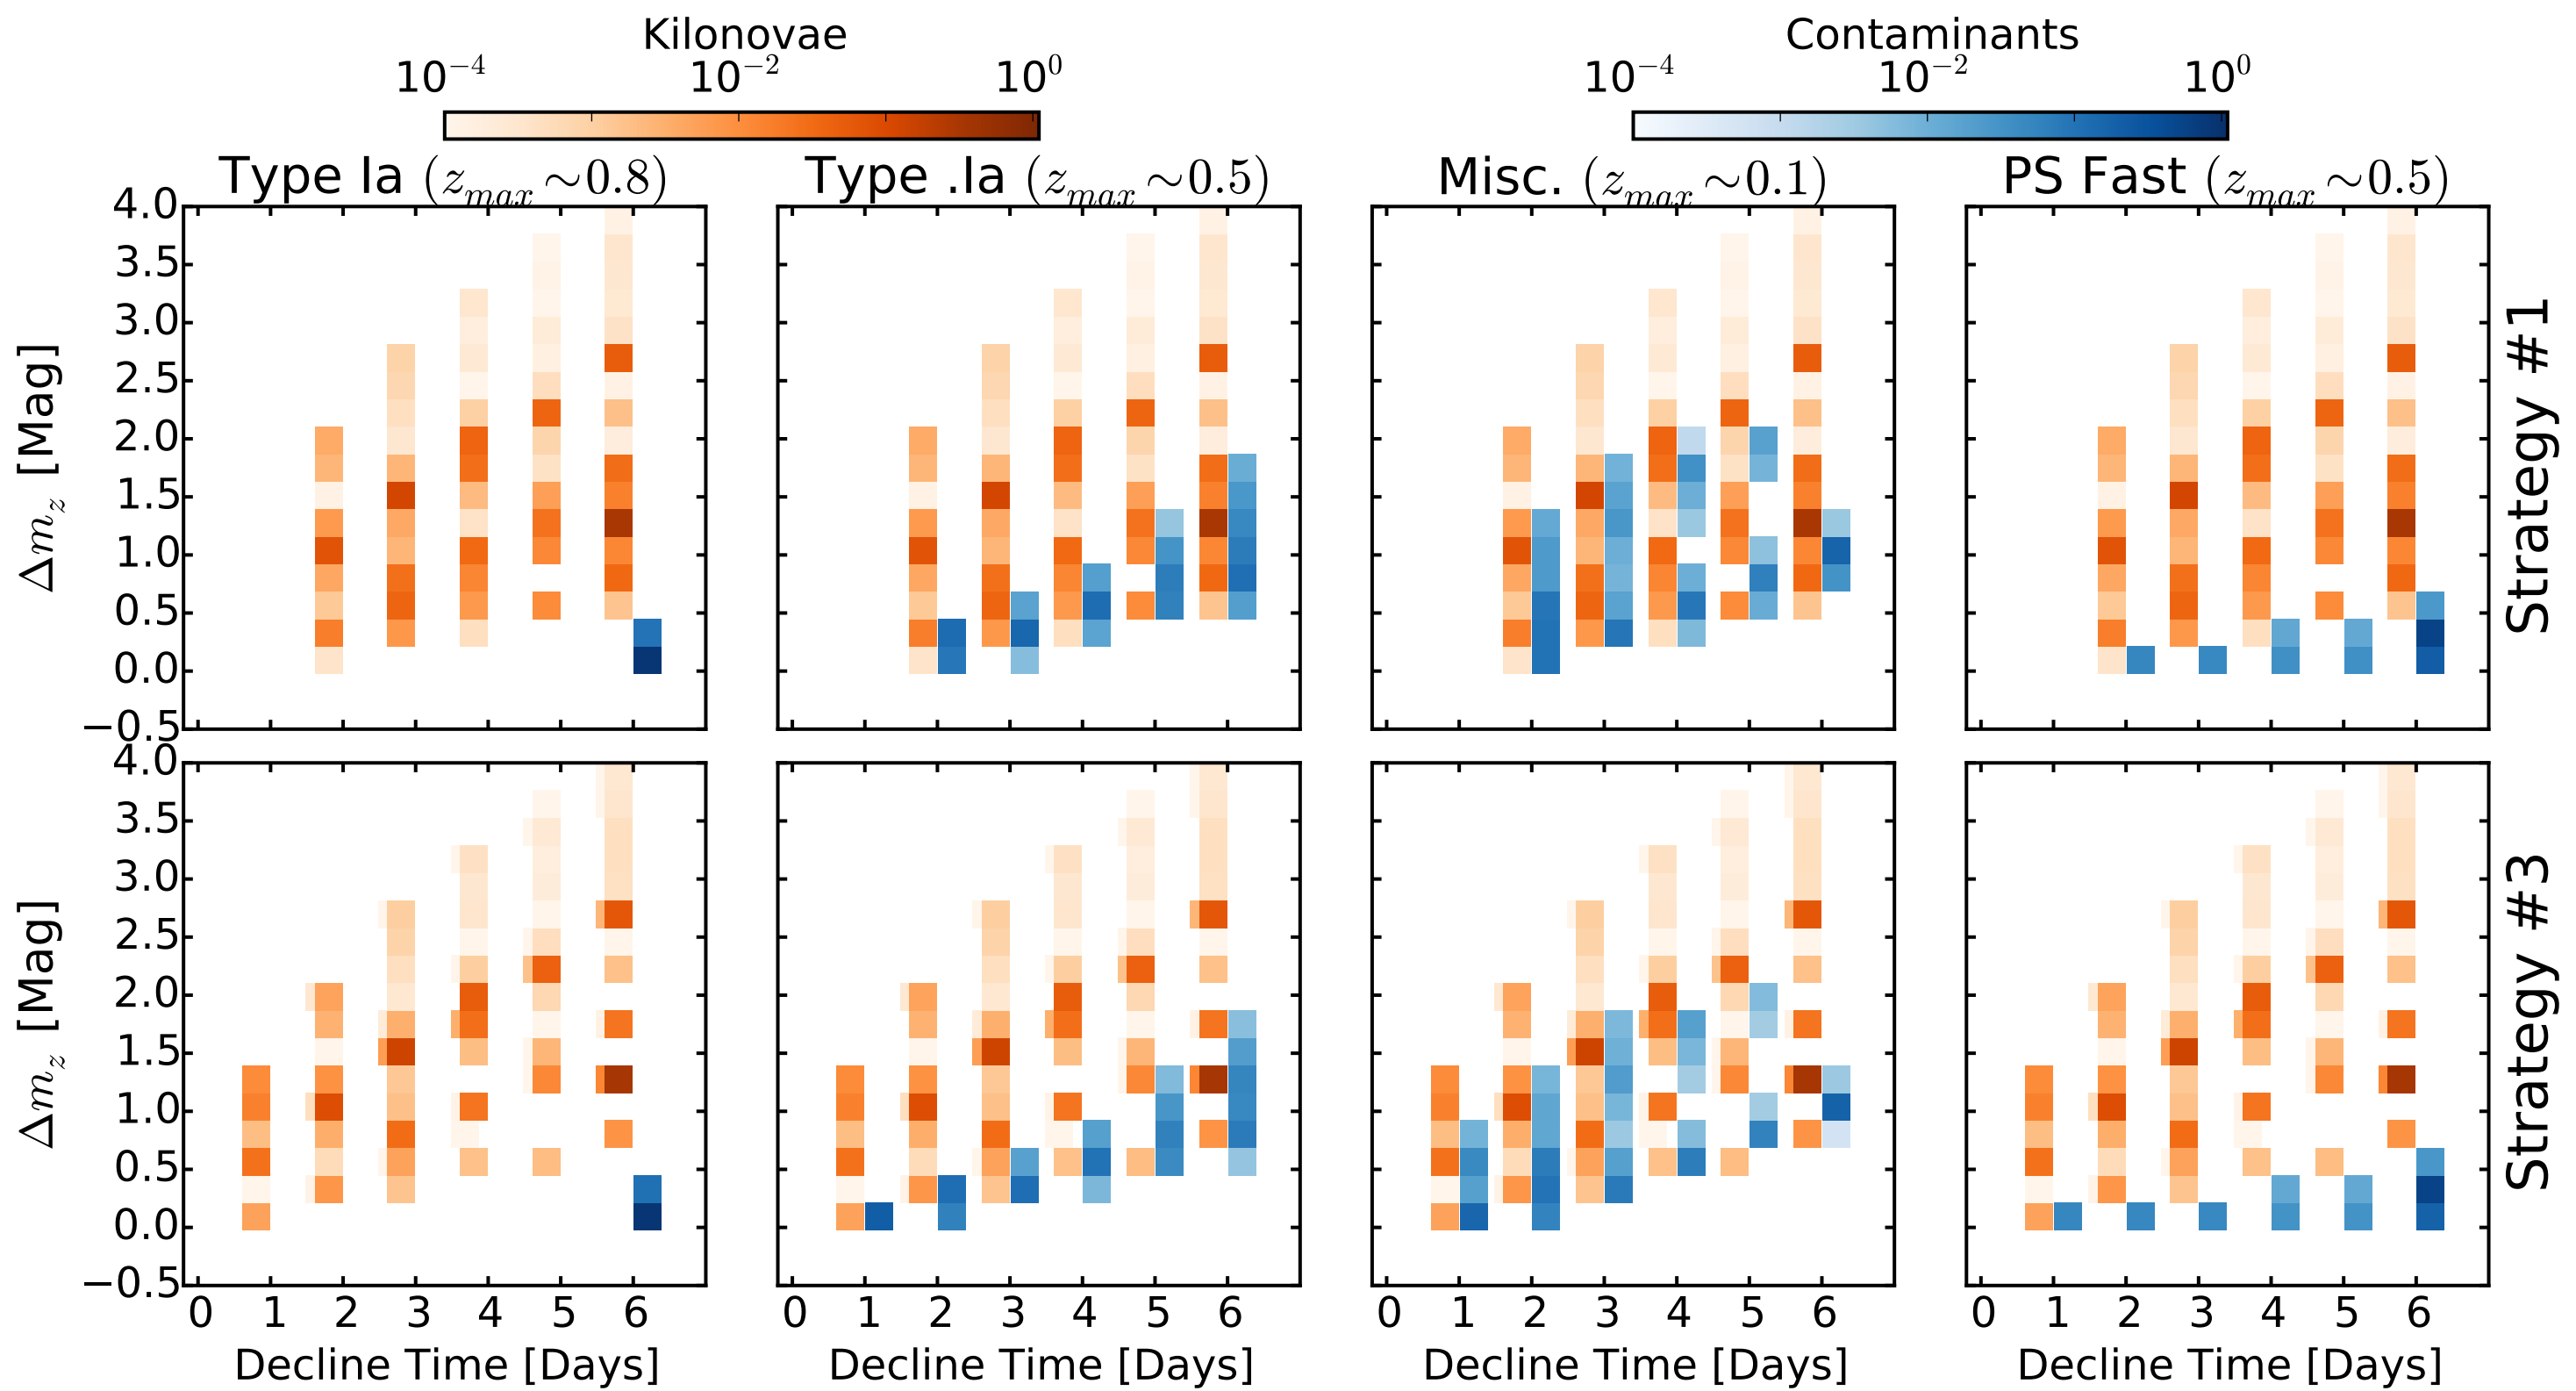 Kilonovae Contaminants
10⁻⁴ 10⁻² 10⁰ 10⁻⁴ 10⁻² 10⁰
Type Ia (z_max ~0.8) Type .Ia (z_max ~0.5) Misc. (z_max ~0.1) PS Fast (z_max ~0.5)
4.0
3.5
3.0
2.5
2.0
1.5
1.0
0.5
0.0
−0.5
Δm_z [Mag]
Strategy #1
4.0
3.5
3.0
2.5
2.0
1.5
1.0
0.5
0.0
−0.5
Δm_z [Mag]
Strategy #3
0 1 2 3 4 5 6 0 1 2 3 4 5 6 0 1 2 3 4 5 6 0 1 2 3 4 5 6
Decline Time [Days] Decline Time [Days] Decline Time [Days] Decline Time [Days]